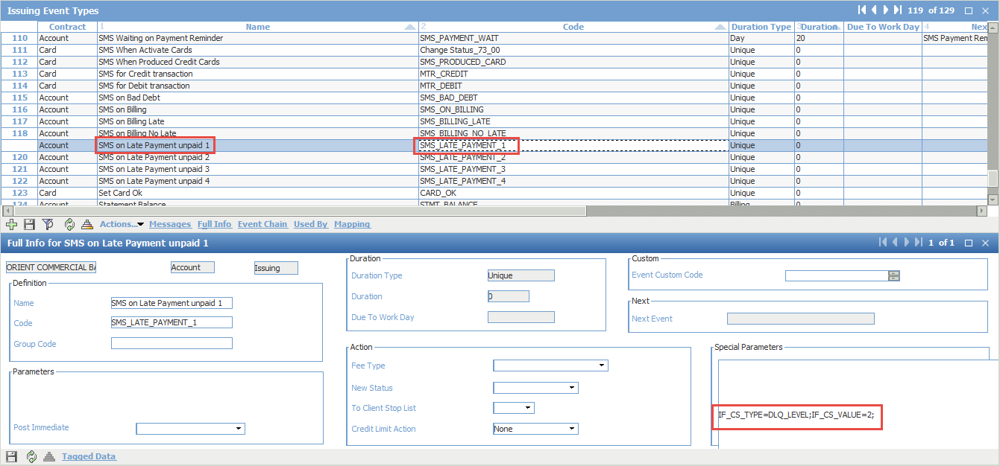 Issuing Event Types 119 of 129
Contract 1 Name 2 Code Duration Type 3 Duration Due To Work Day 4 Nex
110 Account SMS Waiting on Payment Reminder SMS_PAYMENT_WAIT Day 20 SMS Payment Rem
111 Card SMS When Activate Cards Change Status_73_00 Unique 0
112 Card SMS When Produced Credit Cards SMS_PRODUCED_CARD Unique 0
113 Card SMS for Credit transaction MTR_CREDIT Unique 0
114 Card SMS for Debit transaction MTR_DEBIT Unique 0
115 Account SMS on Bad Debt SMS_BAD_DEBT Unique 0
116 Account SMS on Billing SMS_ON_BILLING Unique 0
117 Account SMS on Billing Late SMS_BILLING_LATE Unique 0
118 Account SMS on Billing No Late SMS_BILLING_NO_LATE Unique 0
Account SMS on Late Payment unpaid 1 SMS_LATE_PAYMENT_1 Unique 0
120 Account SMS on Late Payment unpaid 2 SMS_LATE_PAYMENT_2 Unique 0
121 Account SMS on Late Payment unpaid 3 SMS_LATE_PAYMENT_3 Unique 0
122 Account SMS on Late Payment unpaid 4 SMS_LATE_PAYMENT_4 Unique 0
123 Card Set Card Ok CARD_OK Unique 0
124 Account Statement Balance STMT_BALANCE Billing 0
Actions... Messages Full Info Event Chain Used By Mapping
Full Info for SMS on Late Payment unpaid 1 1 of 1
ORIENT COMMERCIAL BA Account Issuing
Definition
Name SMS on Late Payment unpaid 1
Code SMS_LATE_PAYMENT_1
Group Code
Parameters
Post Immediate
Duration
Duration Type Unique
Duration 0
Due To Work Day
Action
Fee Type
New Status
To Client Stop List
Credit Limit Action None
Custom
Event Custom Code
Next
Next Event
Special Parameters
IF_CS_TYPE=DLQ_LEVEL;IF_CS_VALUE=2;
Tagged Data